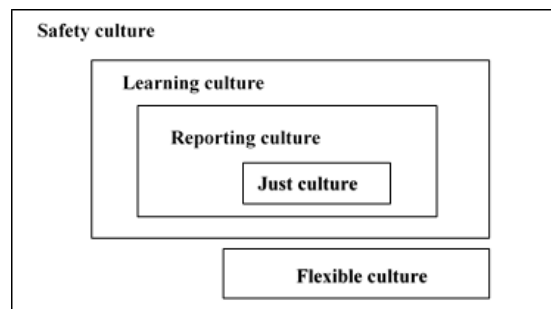 Safety culture
Learning culture
Reporting culture
Just culture
Flexible culture